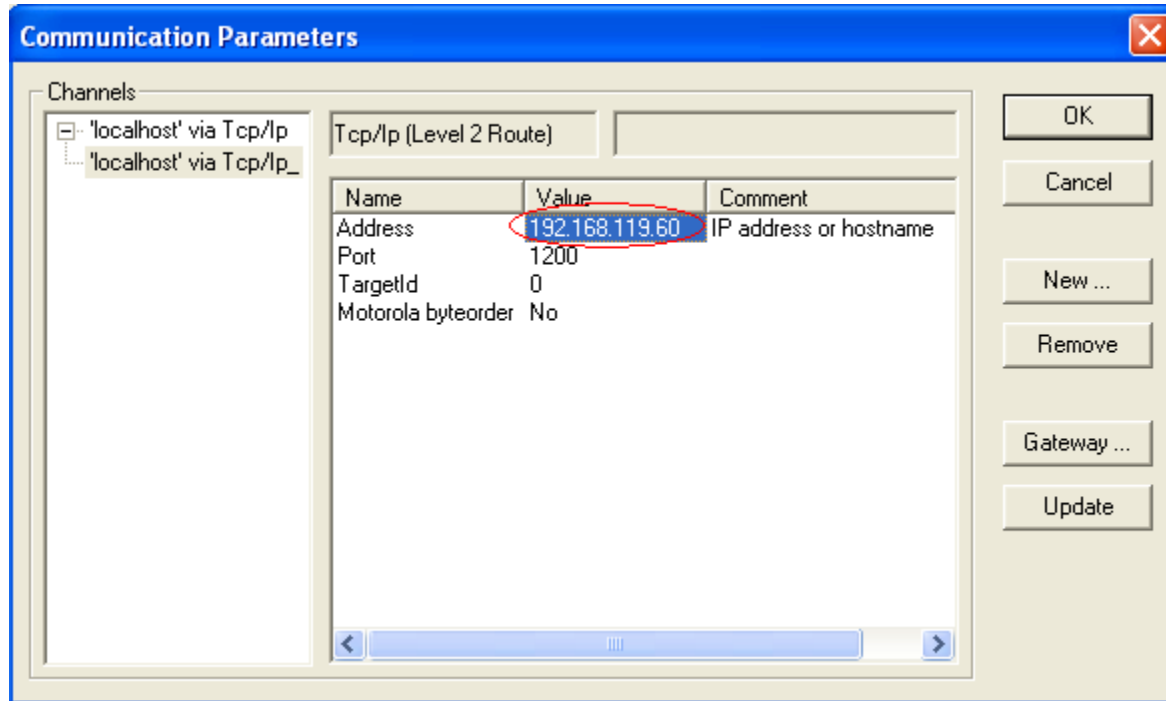 Communication Parameters
Channels
'localhost' via Tcp/Ip
'localhost' via Tcp/Ip_
Tcp/Ip (Level 2 Route)
Name Value Comment
Address 192.168.119.60 IP address or hostname
Port 1200
TargetId 0
Motorola byteorder No
OK
Cancel
New ...
Remove
Gateway ...
Update